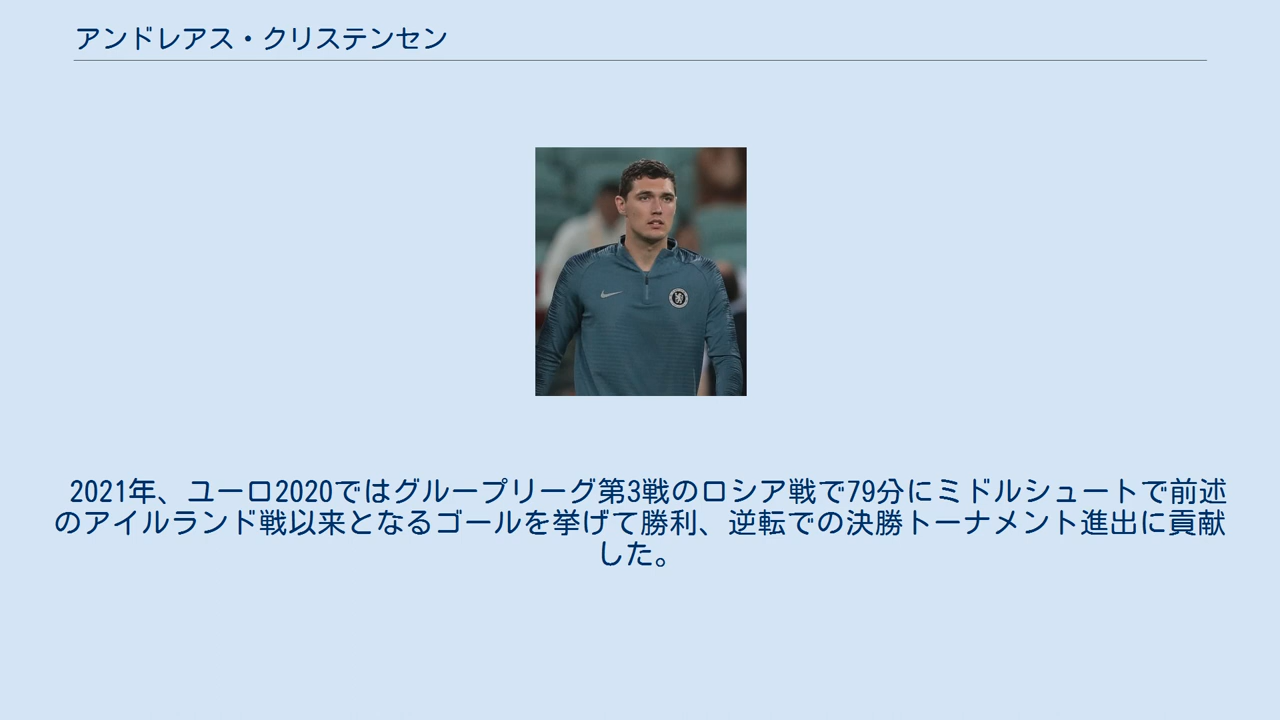 アンドレアス・クリステンセン
2021年、ユーロ2020ではグループリーグ第3戦のロシア戦で79分にミドルシュートで前述
のアイルランド戦以来となるゴールを挙げて勝利、逆転での決勝トーナメント進出に貢献
した。